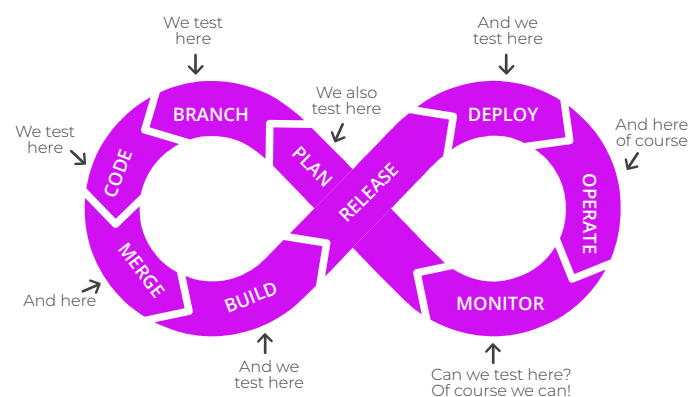 We test
here
And we
test here
We also
test here
BRANCH
DEPLOY
We test
here
And here
of course
PLAN
CODE
RELEASE
OPERATE
MERGE
BUILD
MONITOR
And here
And we
test here
Can we test here?
Of course we can!